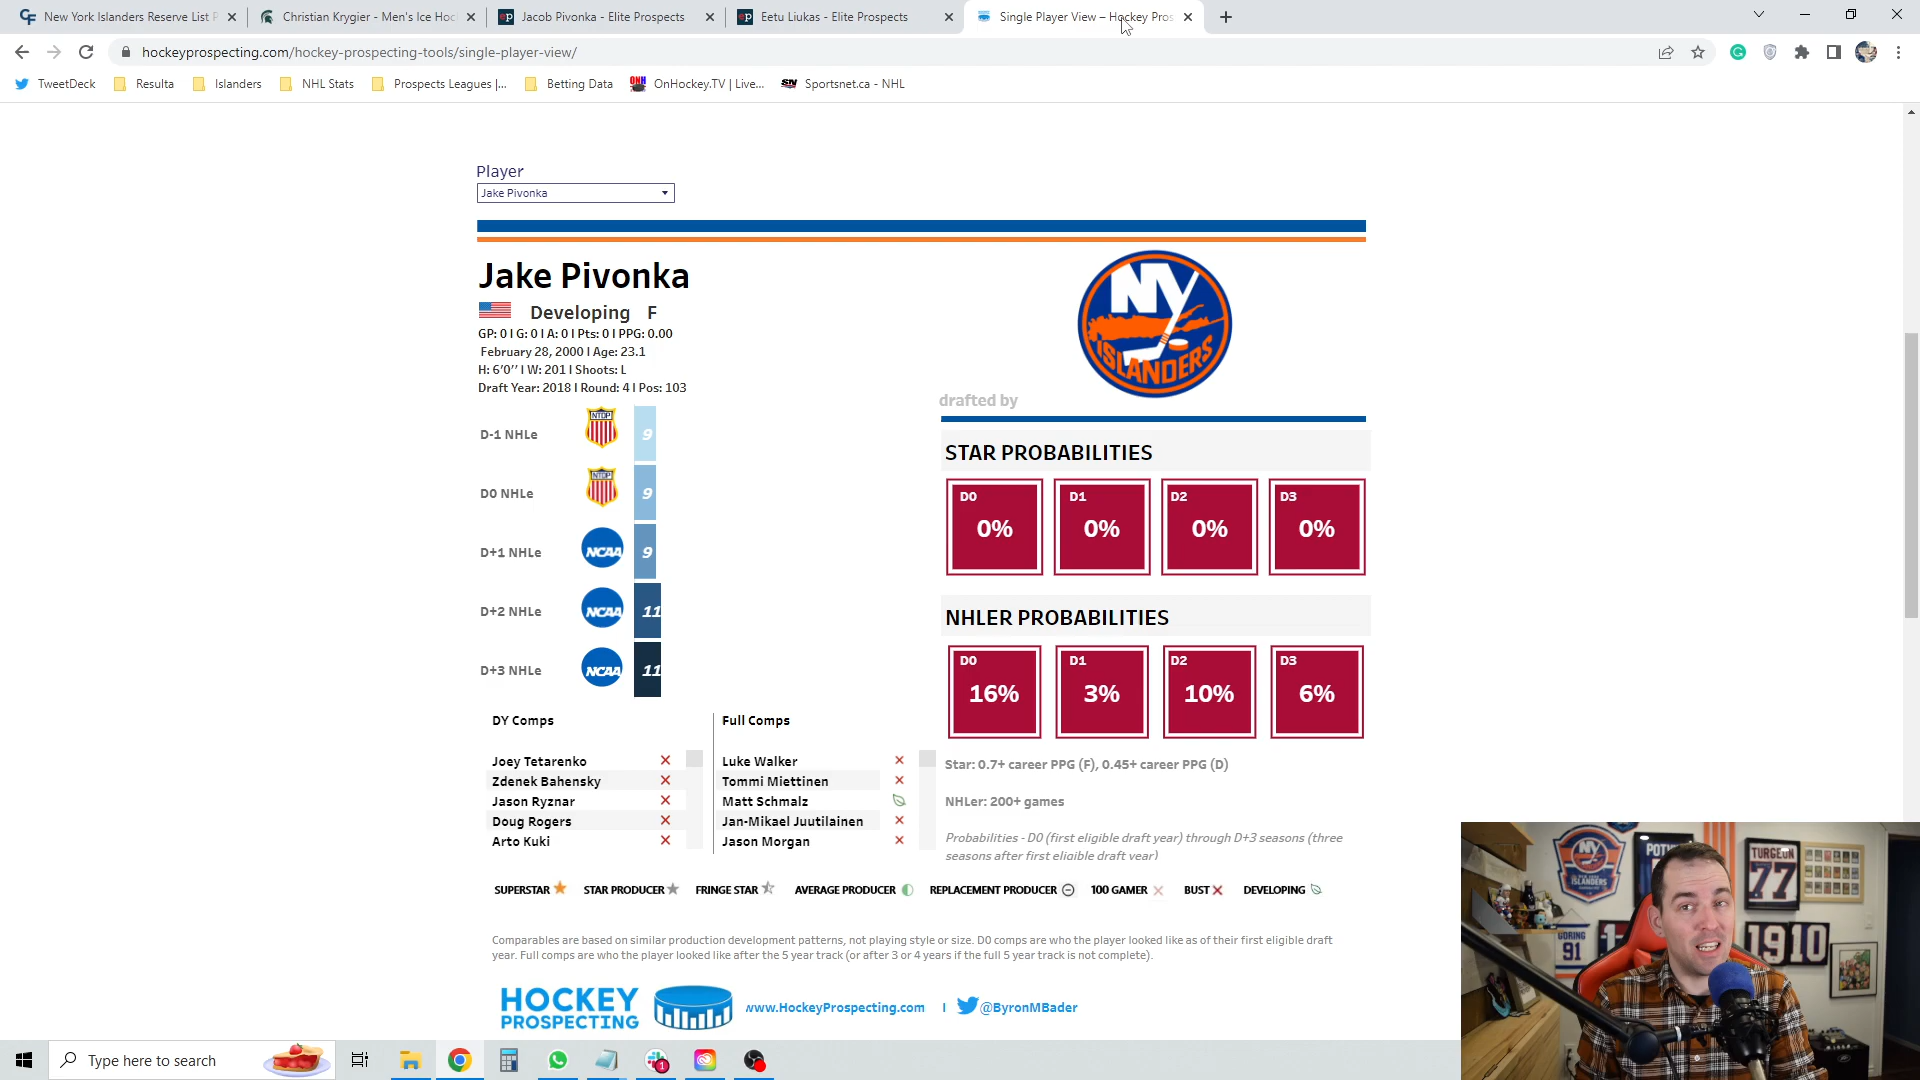 New York Islanders Reserve List
Christian Krygier - Men's Ice Hoc
Jacob Pivonka - Elite Prospects
Eetu Liukas - Elite Prospects
Single Player View – Hockey Pros
hockeyprospecting.com/hockey-prospecting-tools/single-player-view/
TweetDeck
Resulta
Islanders
NHL Stats
Prospects Leagues |...
Betting Data
OnHockey.TV | Live...
Sportsnet.ca - NHL
Player
Jake Pivonka
Jake Pivonka
Developing F
GP: 0 I G: 0 I A: 0 I Pts: 0 I PPG: 0.00
February 28, 2000 I Age: 23.1
H: 6'0'' I W: 201 I Shoots: L
Draft Year: 2018 I Round: 4 I Pos: 103
NY
ISLANDERS
drafted by
D-1 NHLe NTDP 9
D0 NHLe NTDP 9
D+1 NHLe NCAA 9
D+2 NHLe NCAA 11
D+3 NHLe NCAA 11
STAR PROBABILITIES
D0 D1 D2 D3
0% 0% 0% 0%
NHLER PROBABILITIES
D0 D1 D2 D3
16% 3% 10% 6%
DY Comps
Joey Tetarenko
Zdenek Bahensky
Jason Ryznar
Doug Rogers
Arto Kuki
Full Comps
Luke Walker
Tommi Miettinen
Matt Schmalz
Jan-Mikael Juutilainen
Jason Morgan
Star: 0.7+ career PPG (F), 0.45+ career PPG (D)
NHLer: 200+ games
Probabilities - D0 (first eligible draft year) through D+3 seasons (three
seasons after first eligible draft year)
SUPERSTAR STAR PRODUCER FRINGE STAR AVERAGE PRODUCER REPLACEMENT PRODUCER 100 GAMER BUST DEVELOPING
Comparables are based on similar production development patterns, not playing style or size. D0 comps are who the player looked like as of their first eligible draft
year. Full comps are who the player looked like after the 5 year track (or after 3 or 4 years if the full 5 year track is not complete).
HOCKEY
PROSPECTING
www.HockeyProspecting.com I @ByronMBader
NY
ISLANDERS
TURGEON
77
GORING
91
1910
Type here to search
1